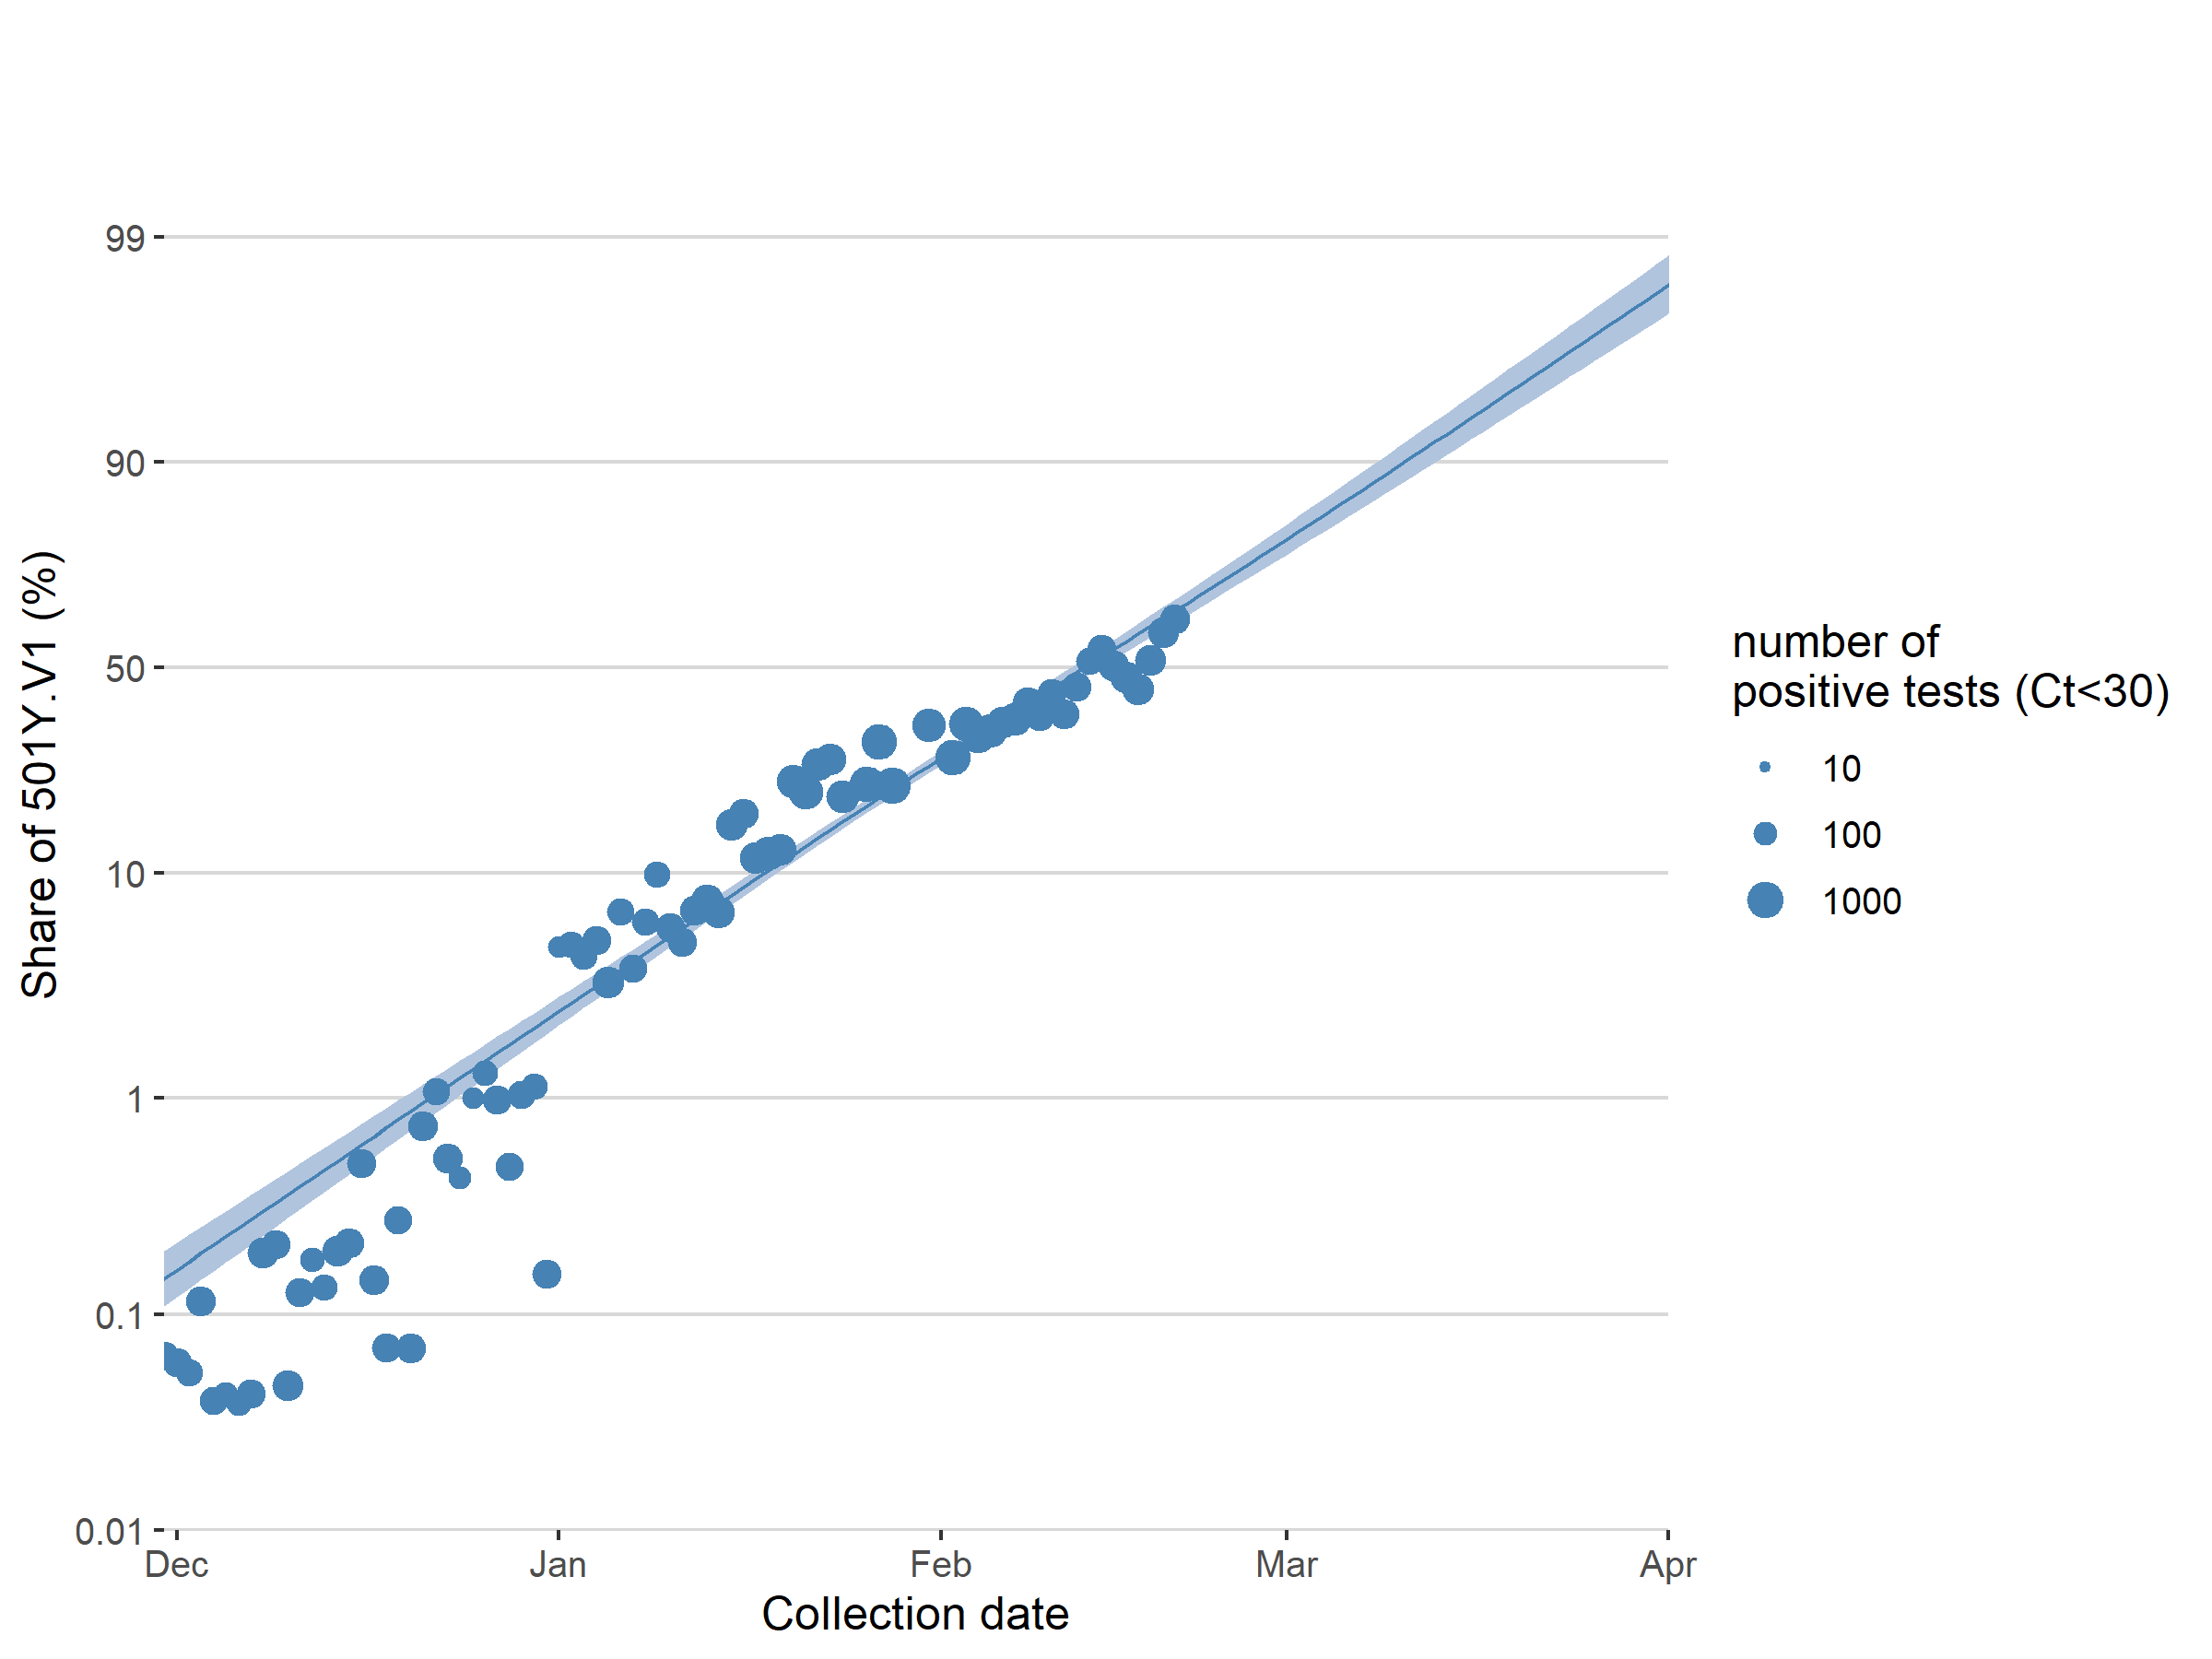 99
90
50
10
1
0.1
0.01
Share of 501Y.V1 (%)
Dec Jan Feb Mar Apr
Collection date
number of
positive tests (Ct<30)
10
100
1000